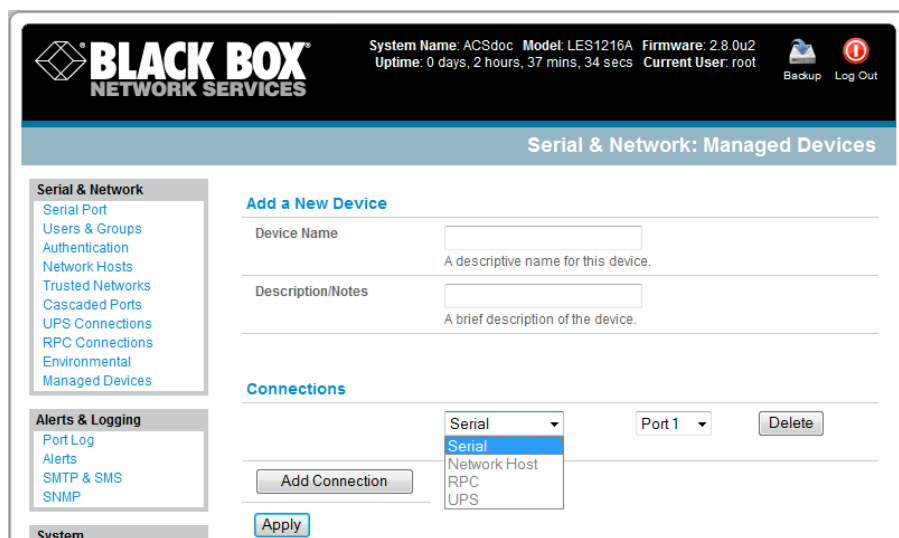 BLACK BOX®
NETWORK SERVICES
System Name: ACSdoc Model: LES1216A Firmware: 2.8.0u2
Uptime: 0 days, 2 hours, 37 mins, 34 secs Current User: root
Backup
Log Out
Serial & Network: Managed Devices
Serial & Network
Serial Port
Users & Groups
Authentication
Network Hosts
Trusted Networks
Cascaded Ports
UPS Connections
RPC Connections
Environmental
Managed Devices
Alerts & Logging
Port Log
Alerts
SMTP & SMS
SNMP
System
Add a New Device
Device Name
A descriptive name for this device.
Description/Notes
A brief description of the device.
Connections
Serial
Port 1
Delete
Serial
Network Host
RPC
UPS
Add Connection
Apply